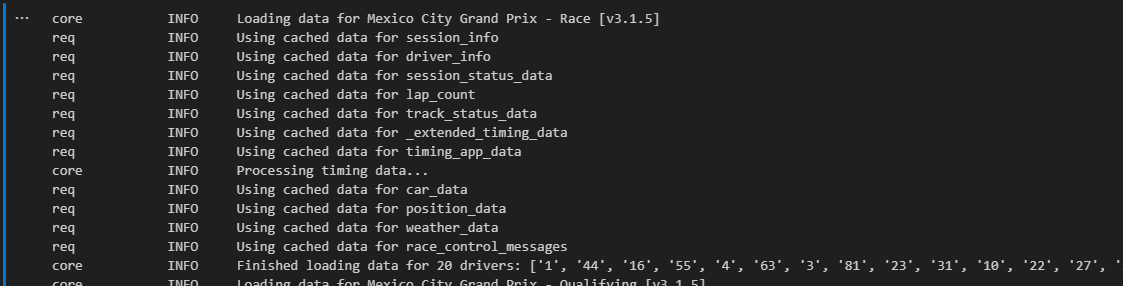 ... core INFO Loading data for Mexico City Grand Prix - Race [v3.1.5]
req INFO Using cached data for session_info
req INFO Using cached data for driver_info
req INFO Using cached data for session_status_data
req INFO Using cached data for lap_count
req INFO Using cached data for track_status_data
req INFO Using cached data for _extended_timing_data
req INFO Using cached data for timing_app_data
core INFO Processing timing data...
req INFO Using cached data for car_data
req INFO Using cached data for position_data
req INFO Using cached data for weather_data
req INFO Using cached data for race_control_messages
core INFO Finished loading data for 20 drivers: ['1', '44', '16', '55', '4', '63', '3', '81', '23', '31', '10', '22', '27', '
core INFO Loading data for Mexico City Grand Prix - Qualifying [v3.1.5]